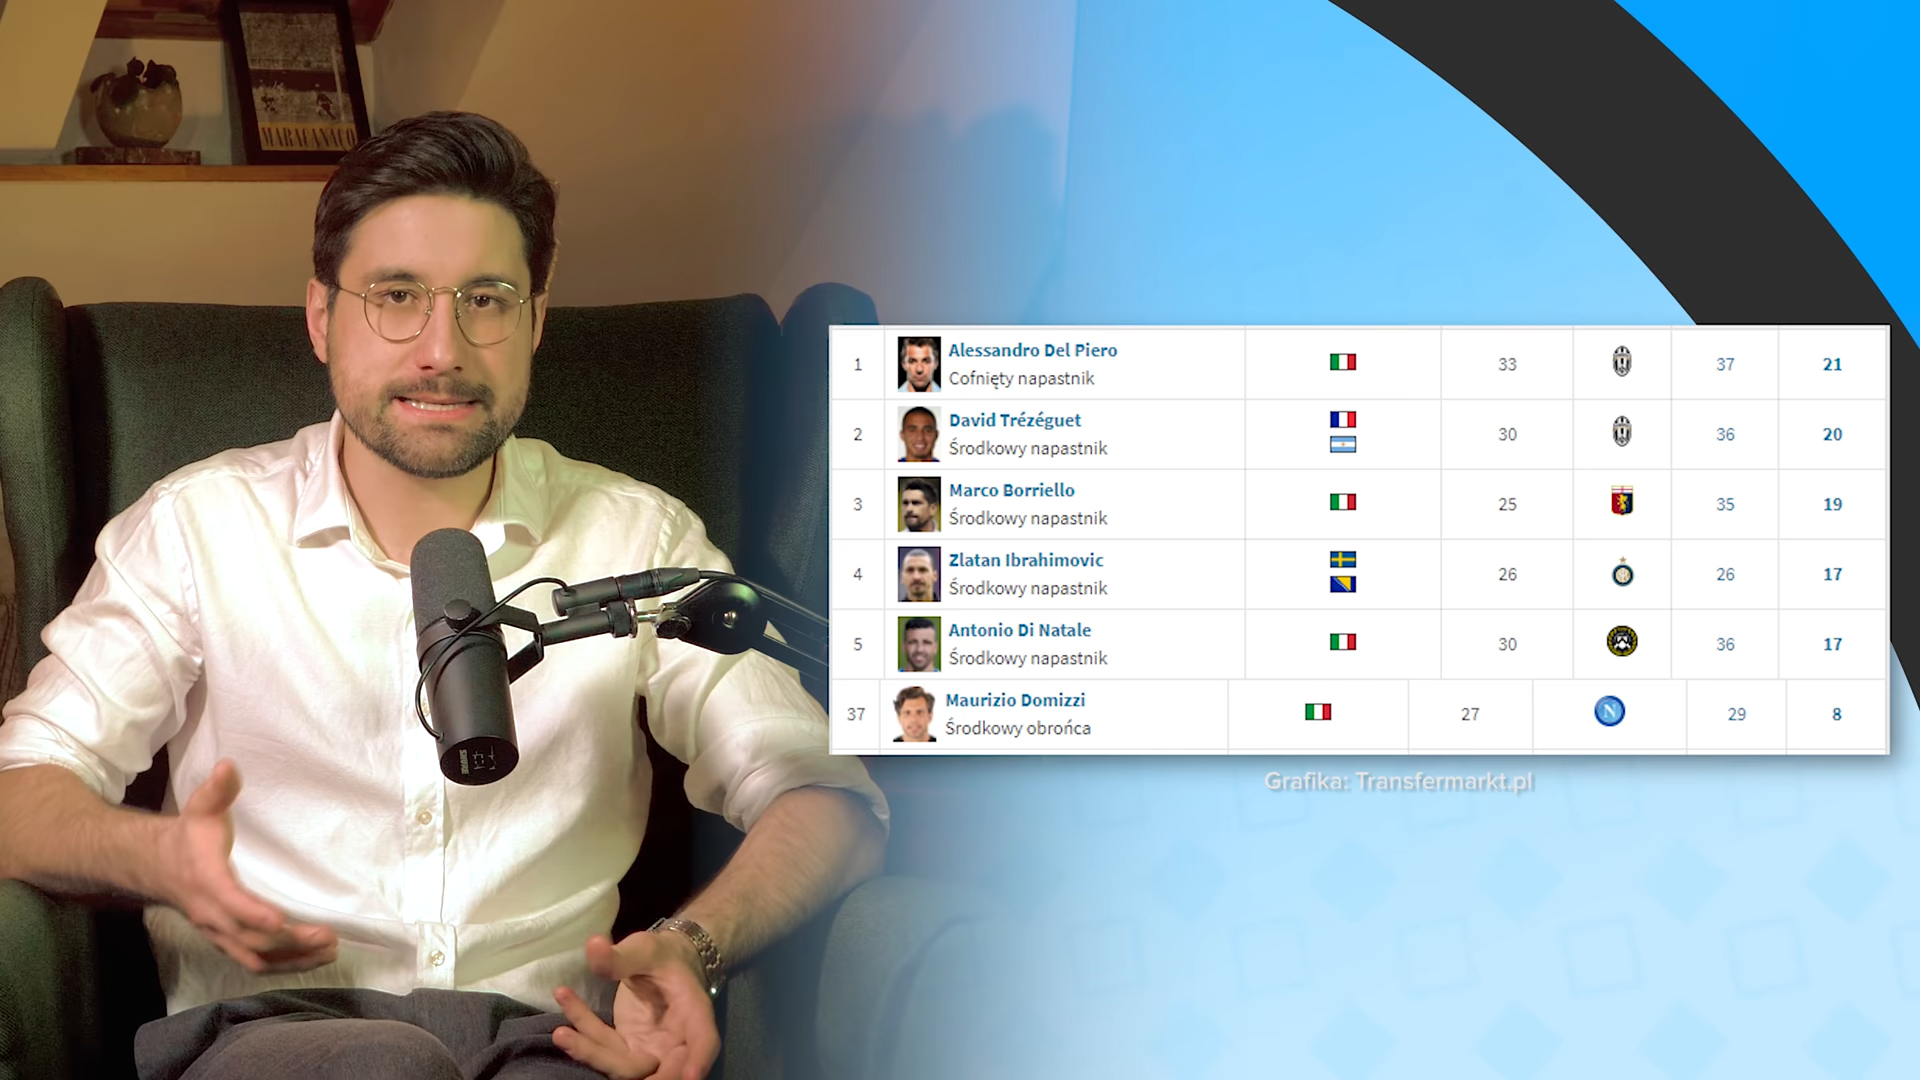 MARACANAÇO
1 Alessandro Del Piero 33 37 21
Cofnięty napastnik
2 David Trézéguet 30 36 20
Środkowy napastnik
3 Marco Borriello 25 35 19
Środkowy napastnik
4 Zlatan Ibrahimovic 26 26 17
Środkowy napastnik
5 Antonio Di Natale 30 36 17
Środkowy napastnik
37 Maurizio Domizzi 27 N 29 8
Środkowy obrońca
Grafika: Transfermarkt.pl
SHURE